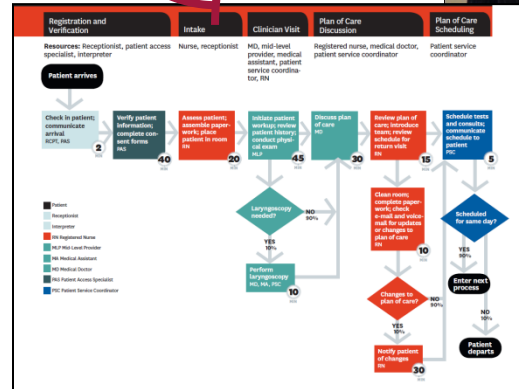 Registration and
Verification
Intake
Clinician Visit
Plan of Care
Discussion
Plan of Care
Scheduling
Resources: Receptionist, patient access
specialist, interpreter
Nurse, receptionist
MD, mid-level
provider, medical
assistant, patient
service coordina-
tor, RN
Registered nurse, medical doctor,
patient service coordinator
Patient service
coordinator
Patient arrives
Check in patient;
communicate
arrival
RCPT, PAS
2
MIN
Verify patient
information;
complete con-
sent forms
PAS
40
MIN
Assess patient;
assemble paper-
work; place
patient in room
RN
20
MIN
Initiate patient
workup; review
patient history;
conduct physi-
cal exam
MLP
45
MIN
Discuss plan
of care
MD
30
MIN
Review plan of
care; introduce
team; review
schedule for
return visit
RN
15
MIN
Schedule tests
and consults;
communicate
schedule to
patient
PSC
5
MIN
Laryngoscopy
needed?
NO
90%
YES
10%
Perform
laryngoscopy
MD, MA, PSC
10
MIN
Clean room;
complete paper-
work; check
e-mail and voice-
mail for updates
or changes to
plan of care
RN
10
MIN
Changes to
plan of care?
NO
90%
YES
10%
Notify patient
of changes
RN
30
MIN
Scheduled
for same day?
YES
90%
Enter next
process
NO
10%
Patient
departs
Patient
Receptionist
Interpreter
RN Registered Nurse
MLP Mid Level Provider
MA Medical Assistant
MD Medical Doctor
PAS Patient Access Specialist
PSC Patient Service Coordinator